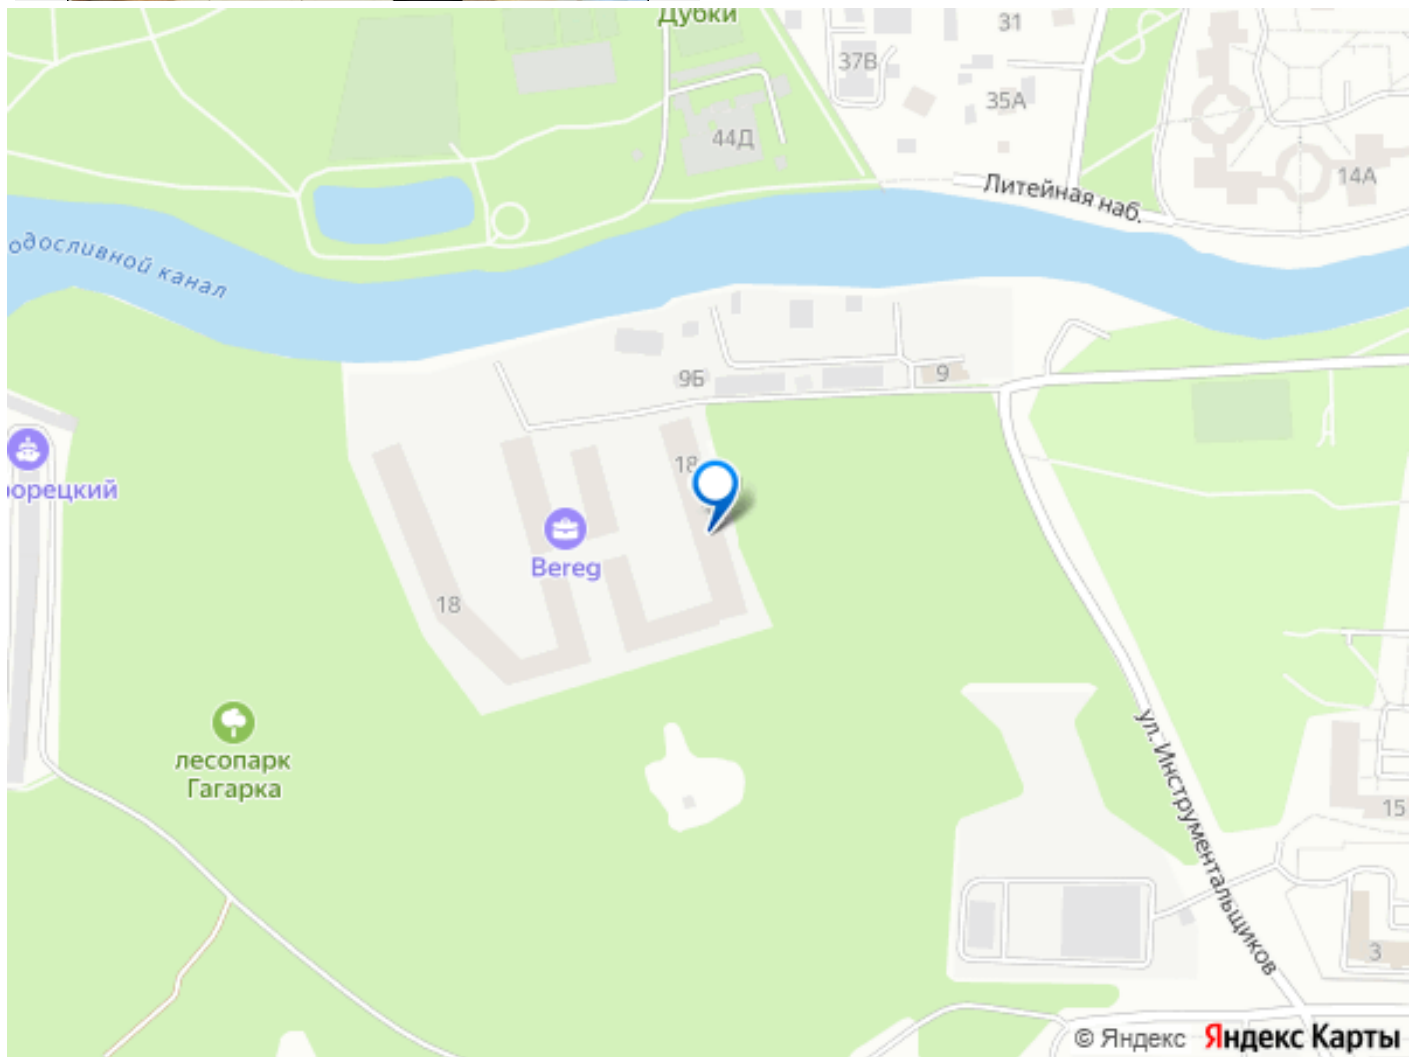 Дубки
31
37В
35А
44Д
14А
Литейная наб.
одосливной канал
9Б
9
18
орецкий
Bereg
18
лесопарк
Гагарка
ул. Инструментальщиков
15
3
© Яндекс Яндекс Карты